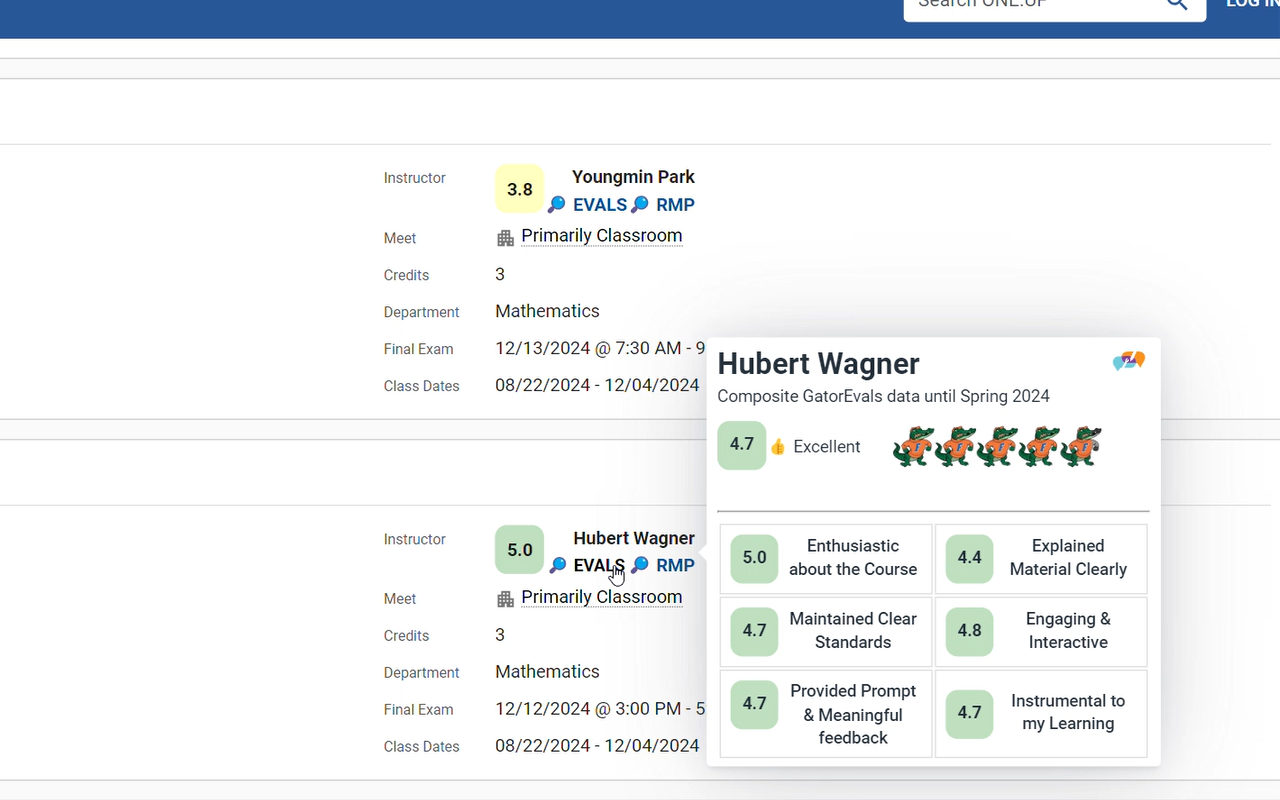 Search ONE.UF
LOG IN
Instructor
3.8
Youngmin Park
EVALS RMP
Meet
Primarily Classroom
Credits
3
Department
Mathematics
Final Exam
12/13/2024 @ 7:30 AM - 9
Class Dates
08/22/2024 - 12/04/2024
Instructor
5.0
Hubert Wagner
EVALS RMP
Meet
Primarily Classroom
Credits
3
Department
Mathematics
Final Exam
12/12/2024 @ 3:00 PM - 5
Class Dates
08/22/2024 - 12/04/2024
Hubert Wagner
Composite GatorEvals data until Spring 2024
4.7
Excellent
5.0
Enthusiastic
about the Course
4.4
Explained
Material Clearly
4.7
Maintained Clear
Standards
4.8
Engaging &
Interactive
4.7
Provided Prompt
& Meaningful
feedback
4.7
Instrumental to
my Learning